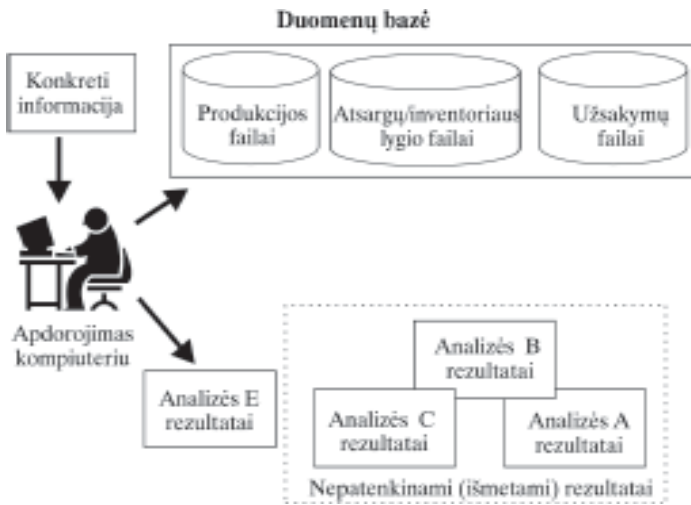 Duomenų bazė
Konkreti
informacija
Produkcijos
failai
Atsargų/inventoriaus
lygio failai
Užsakymų
failai
Apdorojimas
kompiuteriu
Analizės E
rezultatai
Analizės B
rezultatai
Analizės C
rezultatai
Analizės A
rezultatai
Nepatenkinami (išmetami) rezultatai